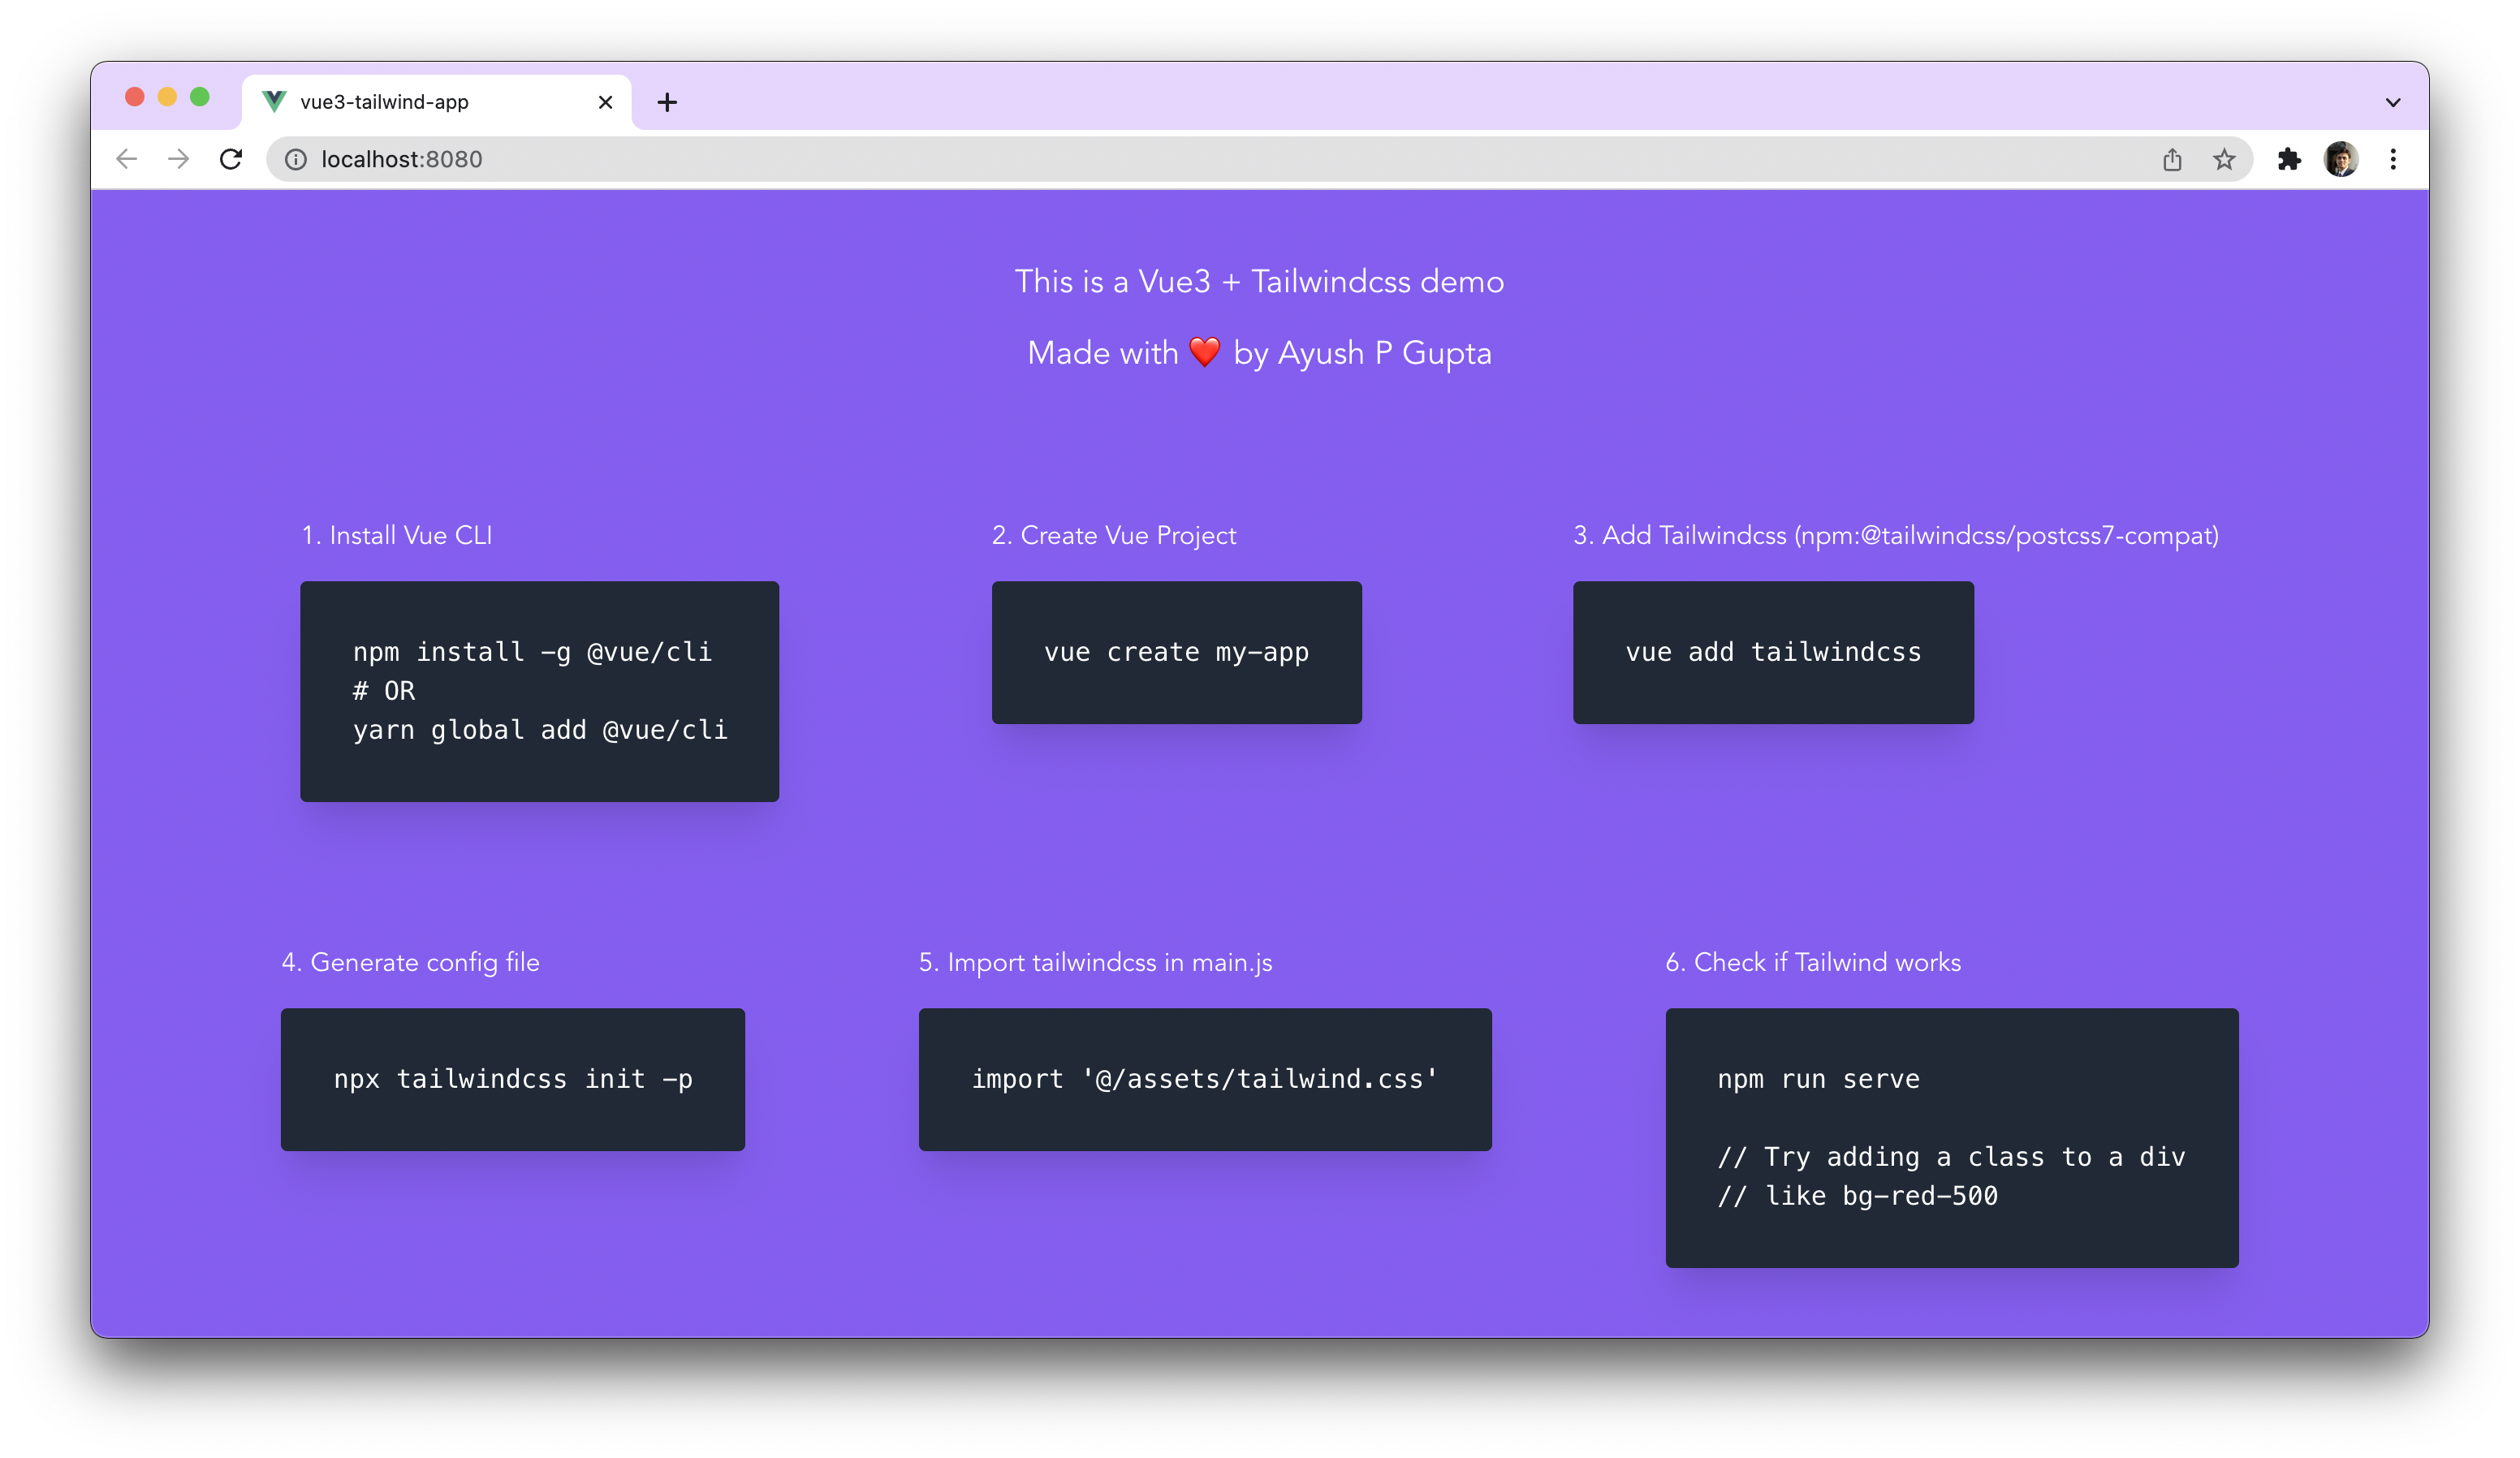 vue3-tailwind-app
localhost:8080
This is a Vue3 + Tailwindcss demo
Made with ❤️ by Ayush P Gupta
1. Install Vue CLI
npm install -g @vue/cli
# OR
yarn global add @vue/cli
2. Create Vue Project
vue create my-app
3. Add Tailwindcss (npm:@tailwindcss/postcss7-compat)
vue add tailwindcss
4. Generate config file
npx tailwindcss init -p
5. Import tailwindcss in main.js
import '@/assets/tailwind.css'
6. Check if Tailwind works
npm run serve
// Try adding a class to a div
// like bg-red-500